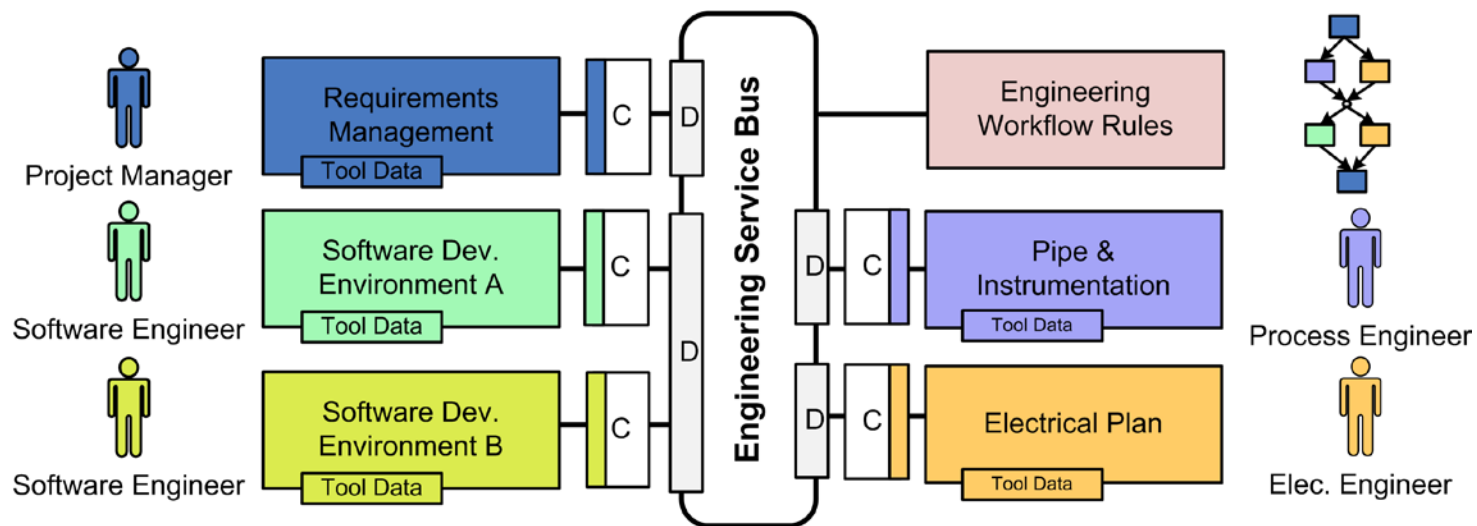 Project Manager
Requirements
Management
Tool Data
C
D
Software Engineer
Software Dev.
Environment A
Tool Data
C
D
Software Engineer
Software Dev.
Environment B
Tool Data
C
Engineering Service Bus
Engineering
Workflow Rules
D
C
Pipe &
Instrumentation
Tool Data
Process Engineer
D
C
Electrical Plan
Tool Data
Elec. Engineer